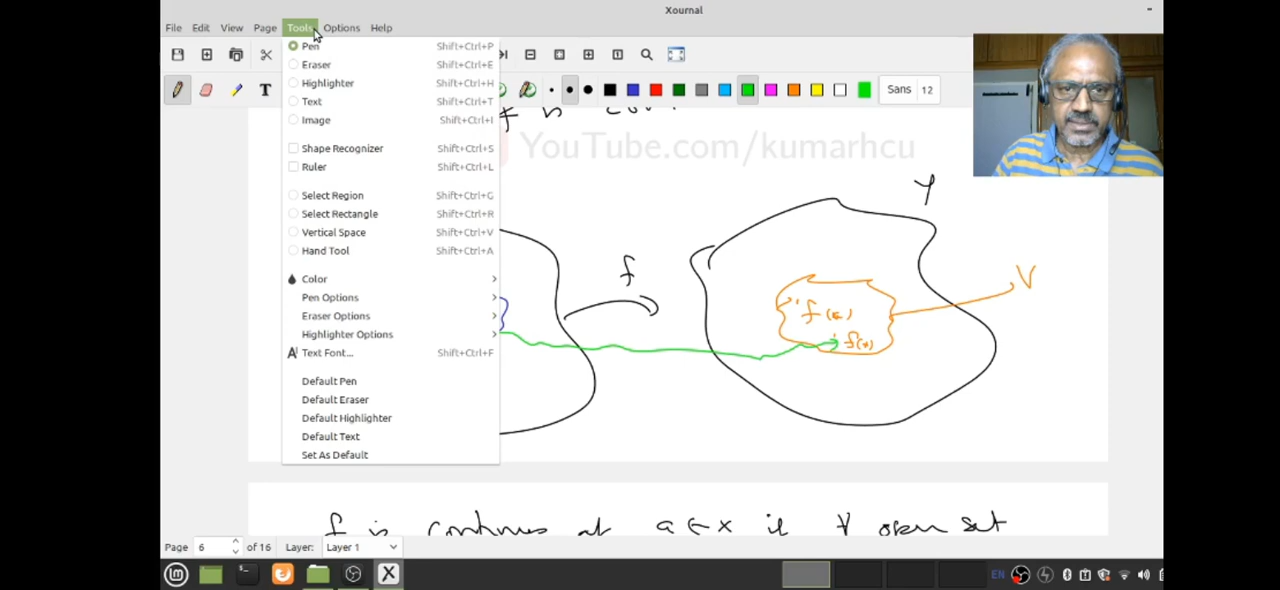 Xournal
File Edit View Page Tools Options Help
Pen Shift+Ctrl+P
Eraser Shift+Ctrl+E
Highlighter Shift+Ctrl+H
Text Shift+Ctrl+T
Image Shift+Ctrl+I
Shape Recognizer Shift+Ctrl+S
Ruler Shift+Ctrl+L
Select Region Shift+Ctrl+G
Select Rectangle Shift+Ctrl+R
Vertical Space Shift+Ctrl+V
Hand Tool Shift+Ctrl+A
Color
Pen Options
Eraser Options
Highlighter Options
Text Font... Shift+Ctrl+F
Default Pen
Default Eraser
Default Highlighter
Default Text
Set As Default
T
Sans 12
YouTube.com/kumarhcu
Y
f
V
f(a)
f(x)
f is continuous at a ∈ X if ∀ open set
Page 6 of 16 Layer: Layer 1
EN